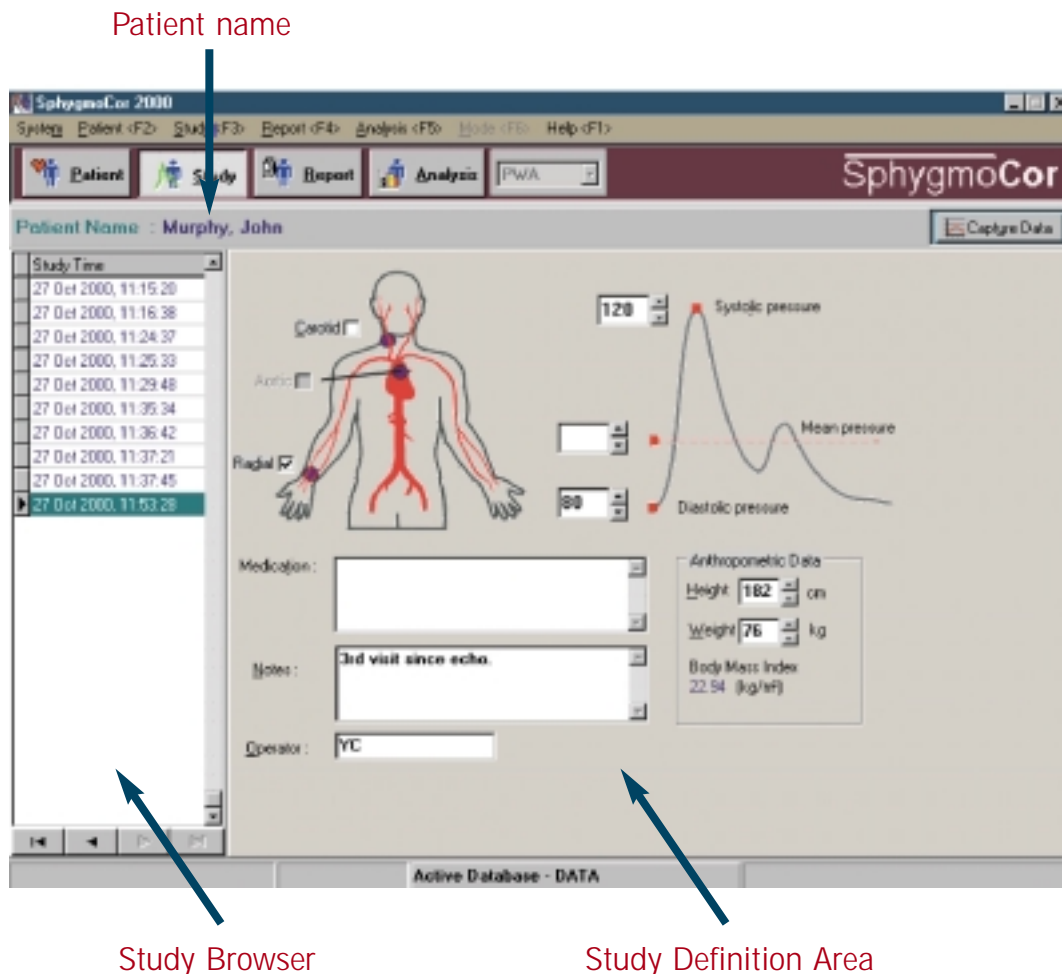 Patient name
SphygmoCor 2000
System Patient <F2> Study <F3> Report <F4> Analysis <F5> Mode <F6> Help <F1>
Patient Study Report Analysis PWA SphygmoCor
Patient Name : Murphy, John Capture Data
Study Time
27 Oct 2000, 11:15:20
27 Oct 2000, 11:16:38
27 Oct 2000, 11:24:37
27 Oct 2000, 11:25:33
27 Oct 2000, 11:29:48
27 Oct 2000, 11:35:34
27 Oct 2000, 11:36:42
27 Oct 2000, 11:37:21
27 Oct 2000, 11:37:45
27 Oct 2000, 11:53:28
Carotid
Aortic
Radial
120 Systolic pressure
Mean pressure
80 Diastolic pressure
Medication :
Notes : 3rd visit since echo.
Operator : YC
Anthropometric Data
Height 182 cm
Weight 76 kg
Body Mass Index
22.94 (kg/m²)
Active Database - DATA
Study Browser
Study Definition Area